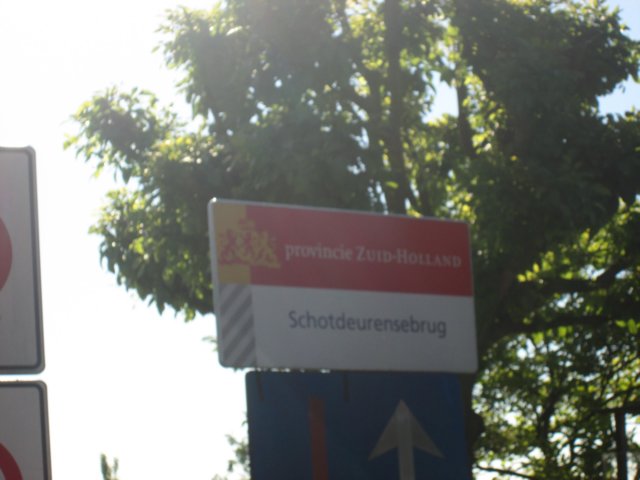 provincie ZUID-HOLLAND
Schotdeurensebrug